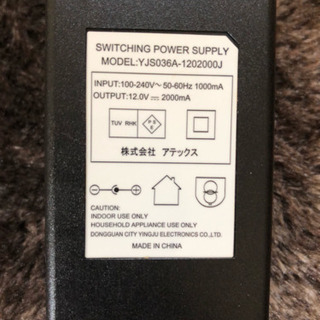 SWITCHING POWER SUPPLY
MODEL:YJS036A-1202000J
INPUT:100-240V~ 50-60Hz 1000mA
OUTPUT:12.0V⎓ 2000mA
TUV RHK
PSE
株式会社 アテックス
CAUTION:
INDOOR USE ONLY
HOUSEHOLD APPLIANCE USE ONLY
DONGGUAN CITY YINGJU ELECTRONICS CO.,LTD.
MADE IN CHINA